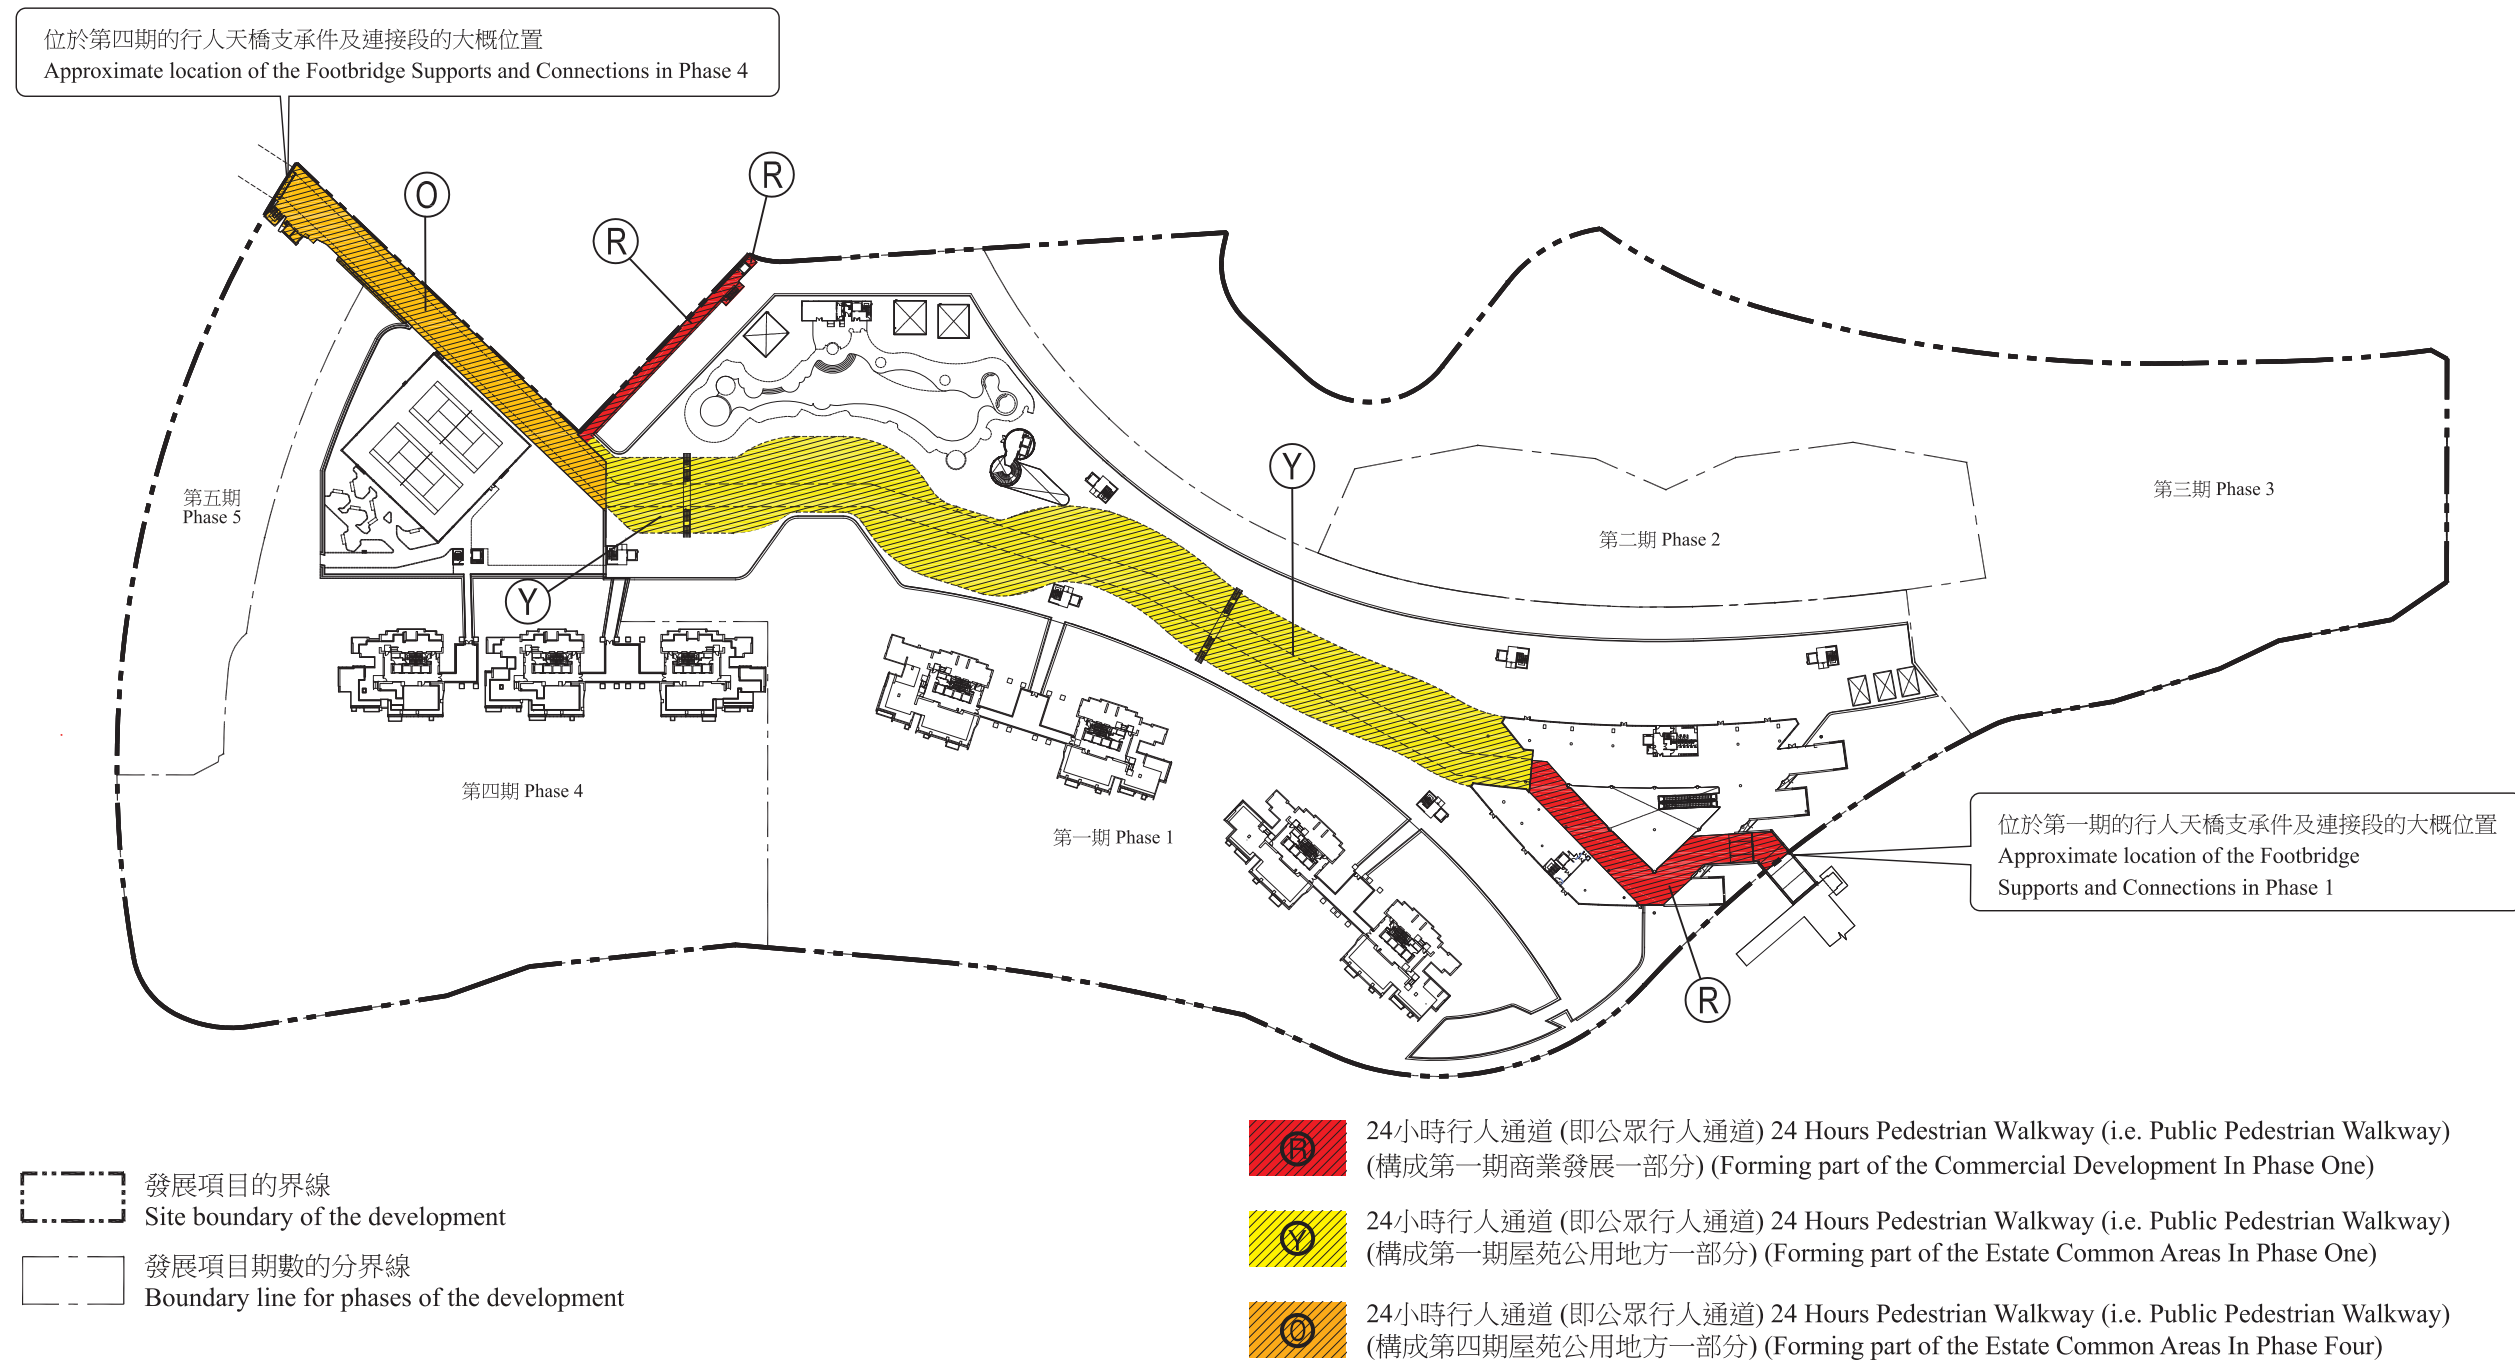 位於第四期的行人天橋支承件及連接段的大概位置
Approximate location of the Footbridge Supports and Connections in Phase 4
O
R
R
Y
第五期
Phase 5
第三期 Phase 3
第二期 Phase 2
Y
第四期 Phase 4
第一期 Phase 1
位於第一期的行人天橋支承件及連接段的大概位置
Approximate location of the Footbridge
Supports and Connections in Phase 1
R
發展項目的界線
Site boundary of the development
發展項目期數的分界線
Boundary line for phases of the development
R
24小時行人通道 (即公眾行人通道) 24 Hours Pedestrian Walkway (i.e. Public Pedestrian Walkway)
(構成第一期商業發展一部分) (Forming part of the Commercial Development In Phase One)
Y
24小時行人通道 (即公眾行人通道) 24 Hours Pedestrian Walkway (i.e. Public Pedestrian Walkway)
(構成第一期屋苑公用地方一部分) (Forming part of the Estate Common Areas In Phase One)
O
24小時行人通道 (即公眾行人通道) 24 Hours Pedestrian Walkway (i.e. Public Pedestrian Walkway)
(構成第四期屋苑公用地方一部分) (Forming part of the Estate Common Areas In Phase Four)